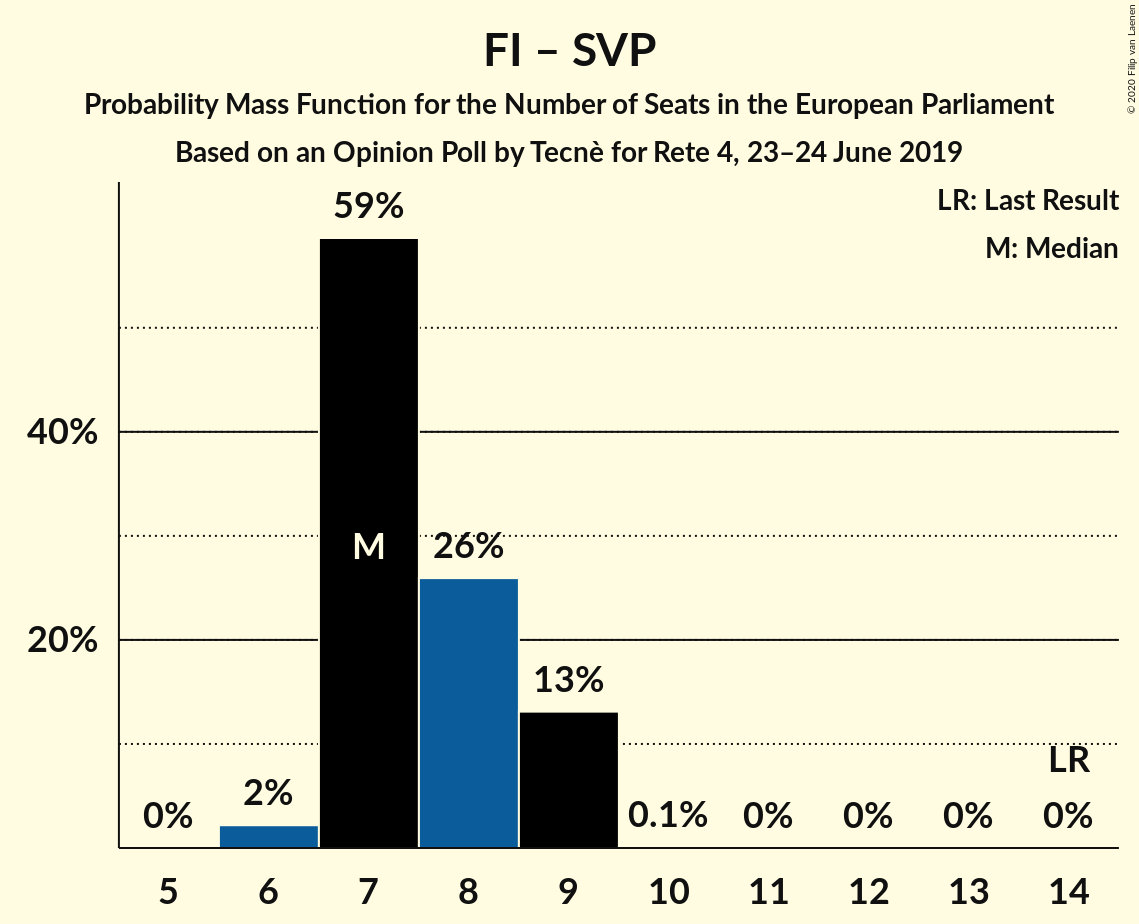 FI – SVP
Probability Mass Function for the Number of Seats in the European Parliament
Based on an Opinion Poll by Tecnè for Rete 4, 23–24 June 2019
© 2020 Filip van Laenen
LR: Last Result
M: Median
59%
40%
M
26%
20%
13%
LR
0%
2%
0.1%
0%
0%
0%
0%
5 6 7 8 9 10 11 12 13 14